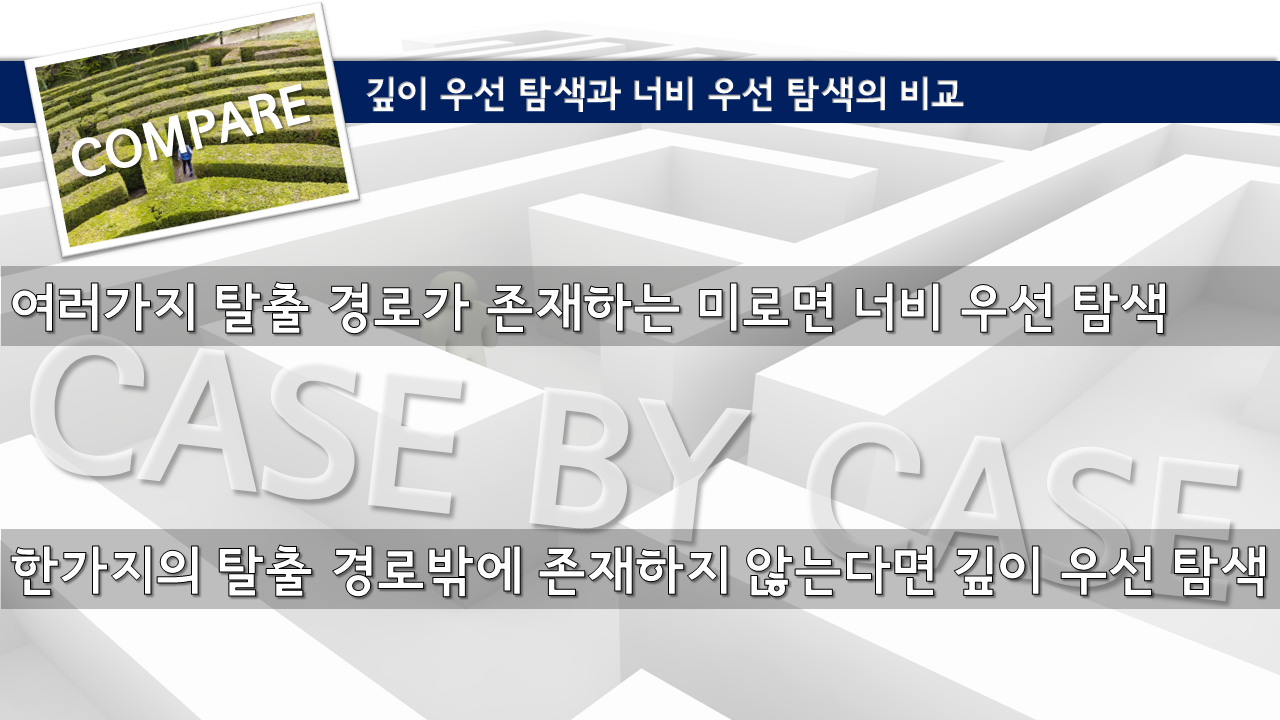 COMPARE
깊이 우선 탐색과 너비 우선 탐색의 비교
여러가지 탈출 경로가 존재하는 미로면 너비 우선 탐색
CASE BY CASE
한가지의 탈출 경로밖에 존재하지 않는다면 깊이 우선 탐색